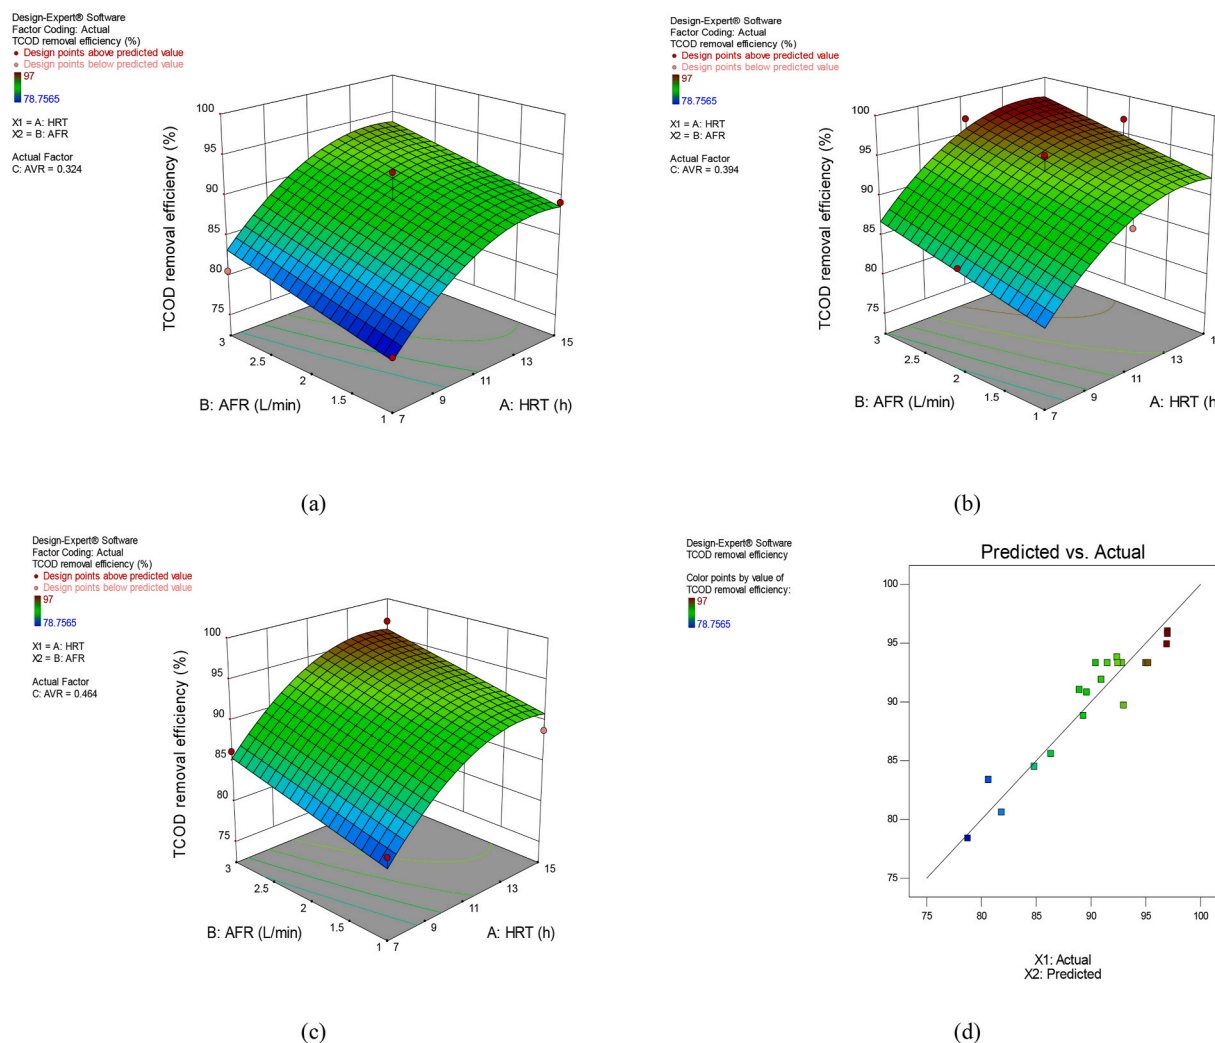 Design-Expert® Software
Factor Coding: Actual
TCOD removal efficiency (%)
Design points above predicted value
Design points below predicted value
97
78.7565
X1 = A: HRT
X2 = B: AFR
Actual Factor
C: AVR = 0.324
TCOD removal efficiency (%)
100
95
90
85
80
75
3
2.5
2
1.5
1
7
9
11
13
15
B: AFR (L/min)
A: HRT (h)
(a)
Design-Expert® Software
Factor Coding: Actual
TCOD removal efficiency (%)
Design points above predicted value
Design points below predicted value
97
78.7565
X1 = A: HRT
X2 = B: AFR
Actual Factor
C: AVR = 0.394
TCOD removal efficiency (%)
100
95
90
85
80
75
3
2.5
2
1.5
1
7
9
11
13
1
B: AFR (L/min)
A: HRT (h
(b)
Design-Expert® Software
Factor Coding: Actual
TCOD removal efficiency (%)
Design points above predicted value
Design points below predicted value
97
78.7565
X1 = A: HRT
X2 = B: AFR
Actual Factor
C: AVR = 0.464
TCOD removal efficiency (%)
100
95
90
85
80
75
3
2.5
2
1.5
1
7
9
11
13
15
B: AFR (L/min)
A: HRT (h)
(c)
Design-Expert® Software
TCOD removal efficiency
Color points by value of
TCOD removal efficiency:
97
78.7565
Predicted vs. Actual
100
95
90
85
80
75
75
80
85
90
95
100
X1: Actual
X2: Predicted
(d)